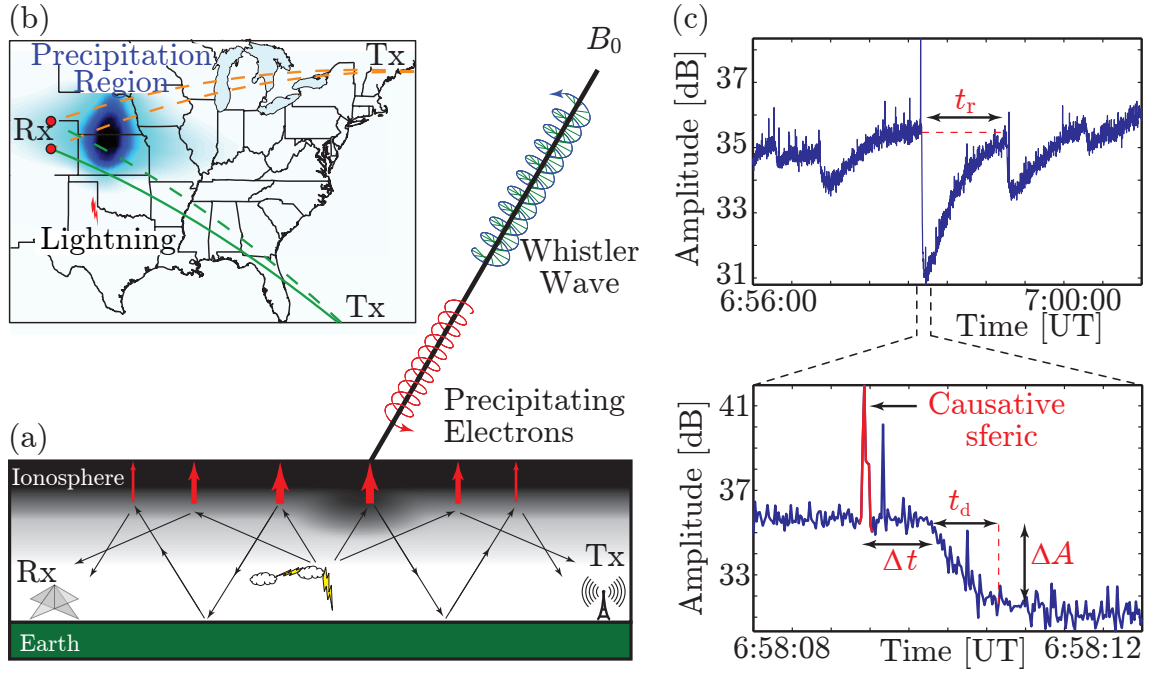 (b)
Precipitation
Region
Tx
Rx
Lightning
Tx
B₀
Whistler
Wave
Precipitating
Electrons
(a)
Ionosphere
Rx
Tx
Earth
(c)
Amplitude [dB]
37
35
33
31
tᵣ
6:56:00
7:00:00
Time [UT]
Amplitude [dB]
41
37
33
Causative
sferic
t_d
Δt
ΔA
6:58:08
6:58:12
Time [UT]